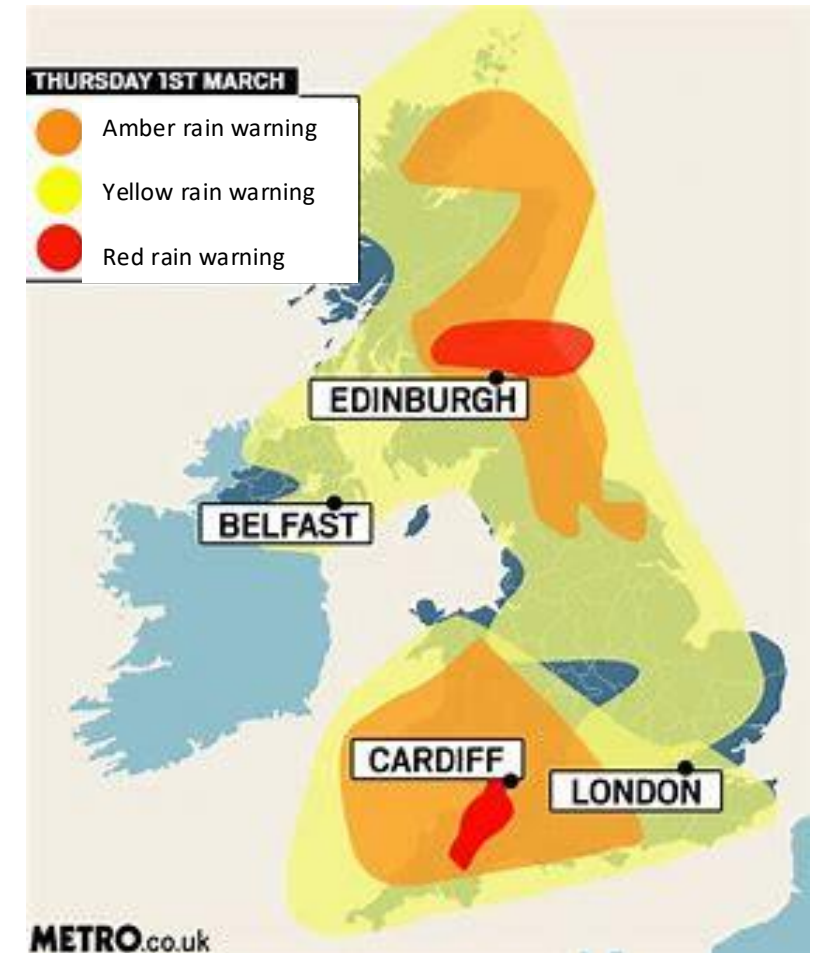 THURSDAY 1ST MARCH
Amber rain warning
Yellow rain warning
Red rain warning
EDINBURGH
BELFAST
CARDIFF
LONDON
METRO.co.uk